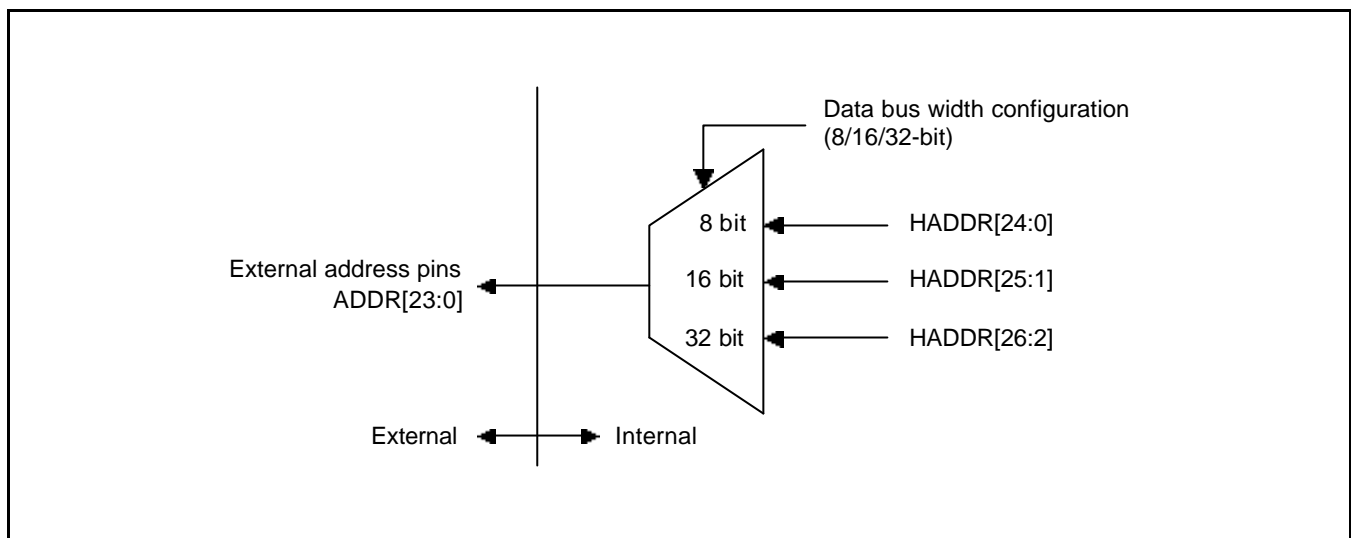 Data bus width configuration
(8/16/32-bit)
8 bit
HADDR[24:0]
External address pins
ADDR[23:0]
16 bit
HADDR[25:1]
32 bit
HADDR[26:2]
External
Internal